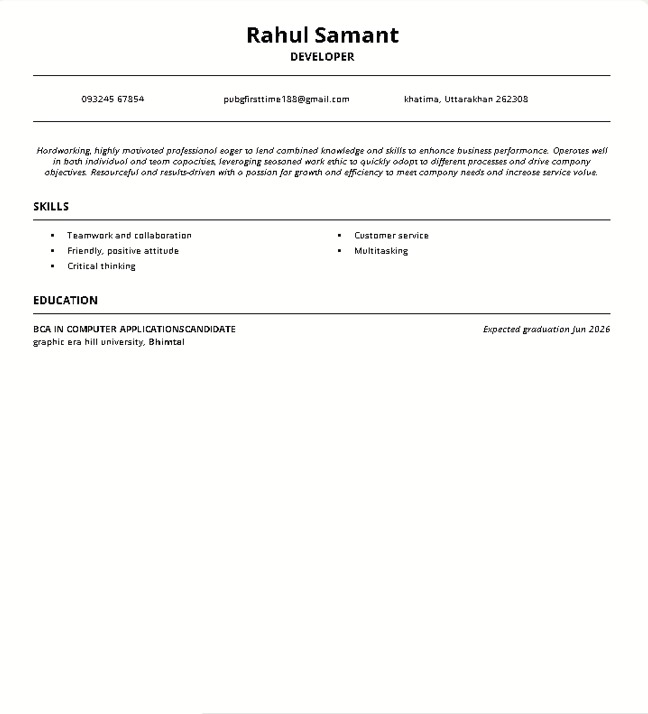 Rahul Samant
DEVELOPER
093245 67854 pubgfirsttime188@gmail.com khatima, Uttarakhan 262308
Hardworking, highly motivated professional eager to lend combined knowledge and skills to enhance business performance. Operates well
in both individual and team capacities, leveraging seasoned work ethic to quickly adapt to different processes and drive company
objectives. Resourceful and results-driven with a passion for growth and efficiency to meet company needs and increase service value.
SKILLS
▪ Teamwork and collaboration
▪ Friendly, positive attitude
▪ Critical thinking
▪ Customer service
▪ Multitasking
EDUCATION
BCA IN COMPUTER APPLICATIONSCANDIDATE Expected graduation Jun 2026
graphic era hill university, Bhimtal